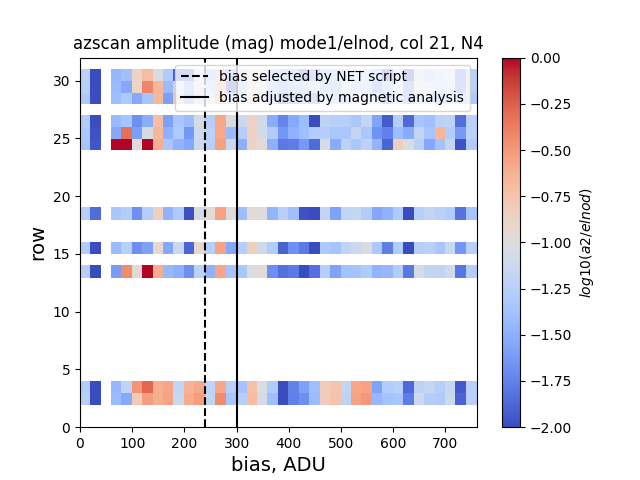 azscan amplitude (mag) mode1/elnod, col 21, N4
bias selected by NET script
bias adjusted by magnetic analysis
row
30
25
20
15
10
5
0
0 100 200 300 400 500 600 700
bias, ADU
0.00
−0.25
−0.50
−0.75
−1.00
−1.25
−1.50
−1.75
−2.00
log10(a2/elnod)